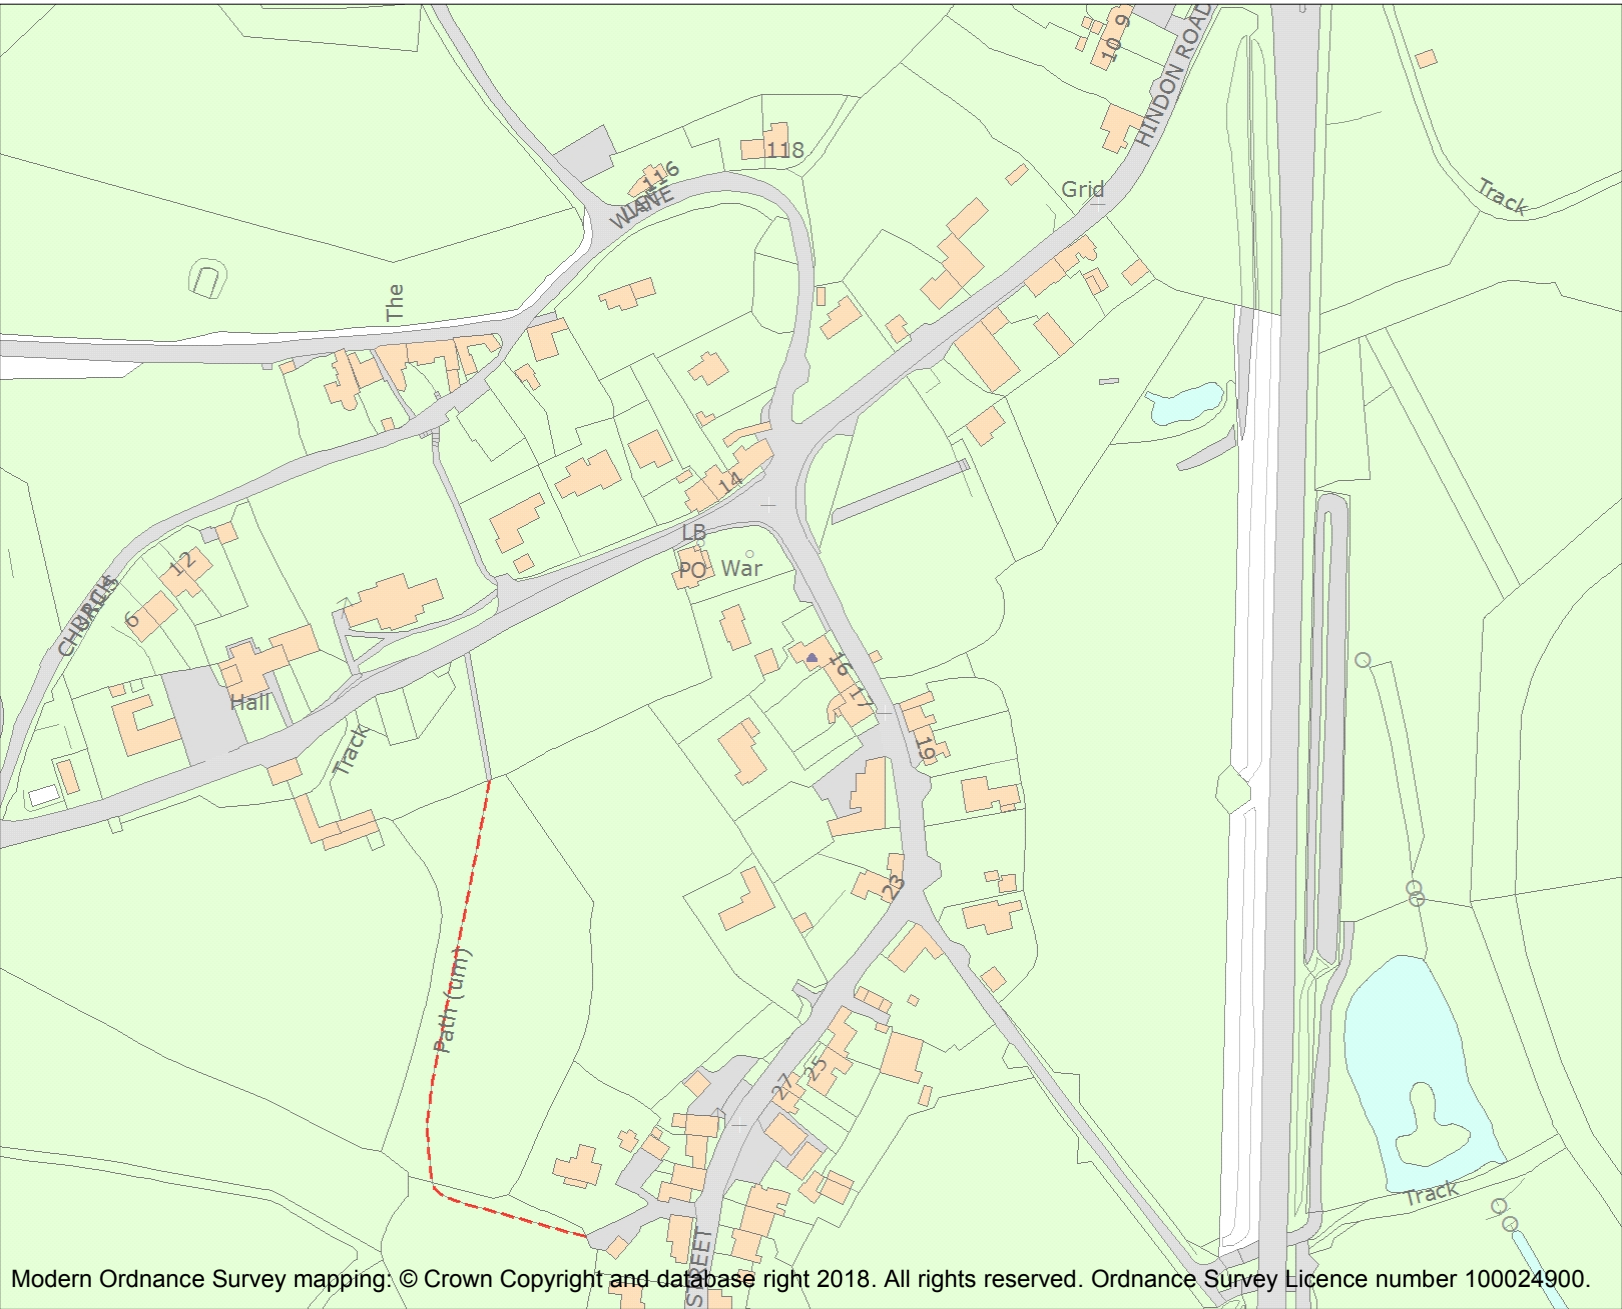 9
10
HINDON ROAD
118
116
Grid
Track
The
LANE
14
LB
PO
War
12
6
16
17
Hall
Track
19
23
Path (um)
25
27
Track
STREET
Modern Ordnance Survey mapping: © Crown Copyright and database right 2018. All rights reserved. Ordnance Survey Licence number 100024900.